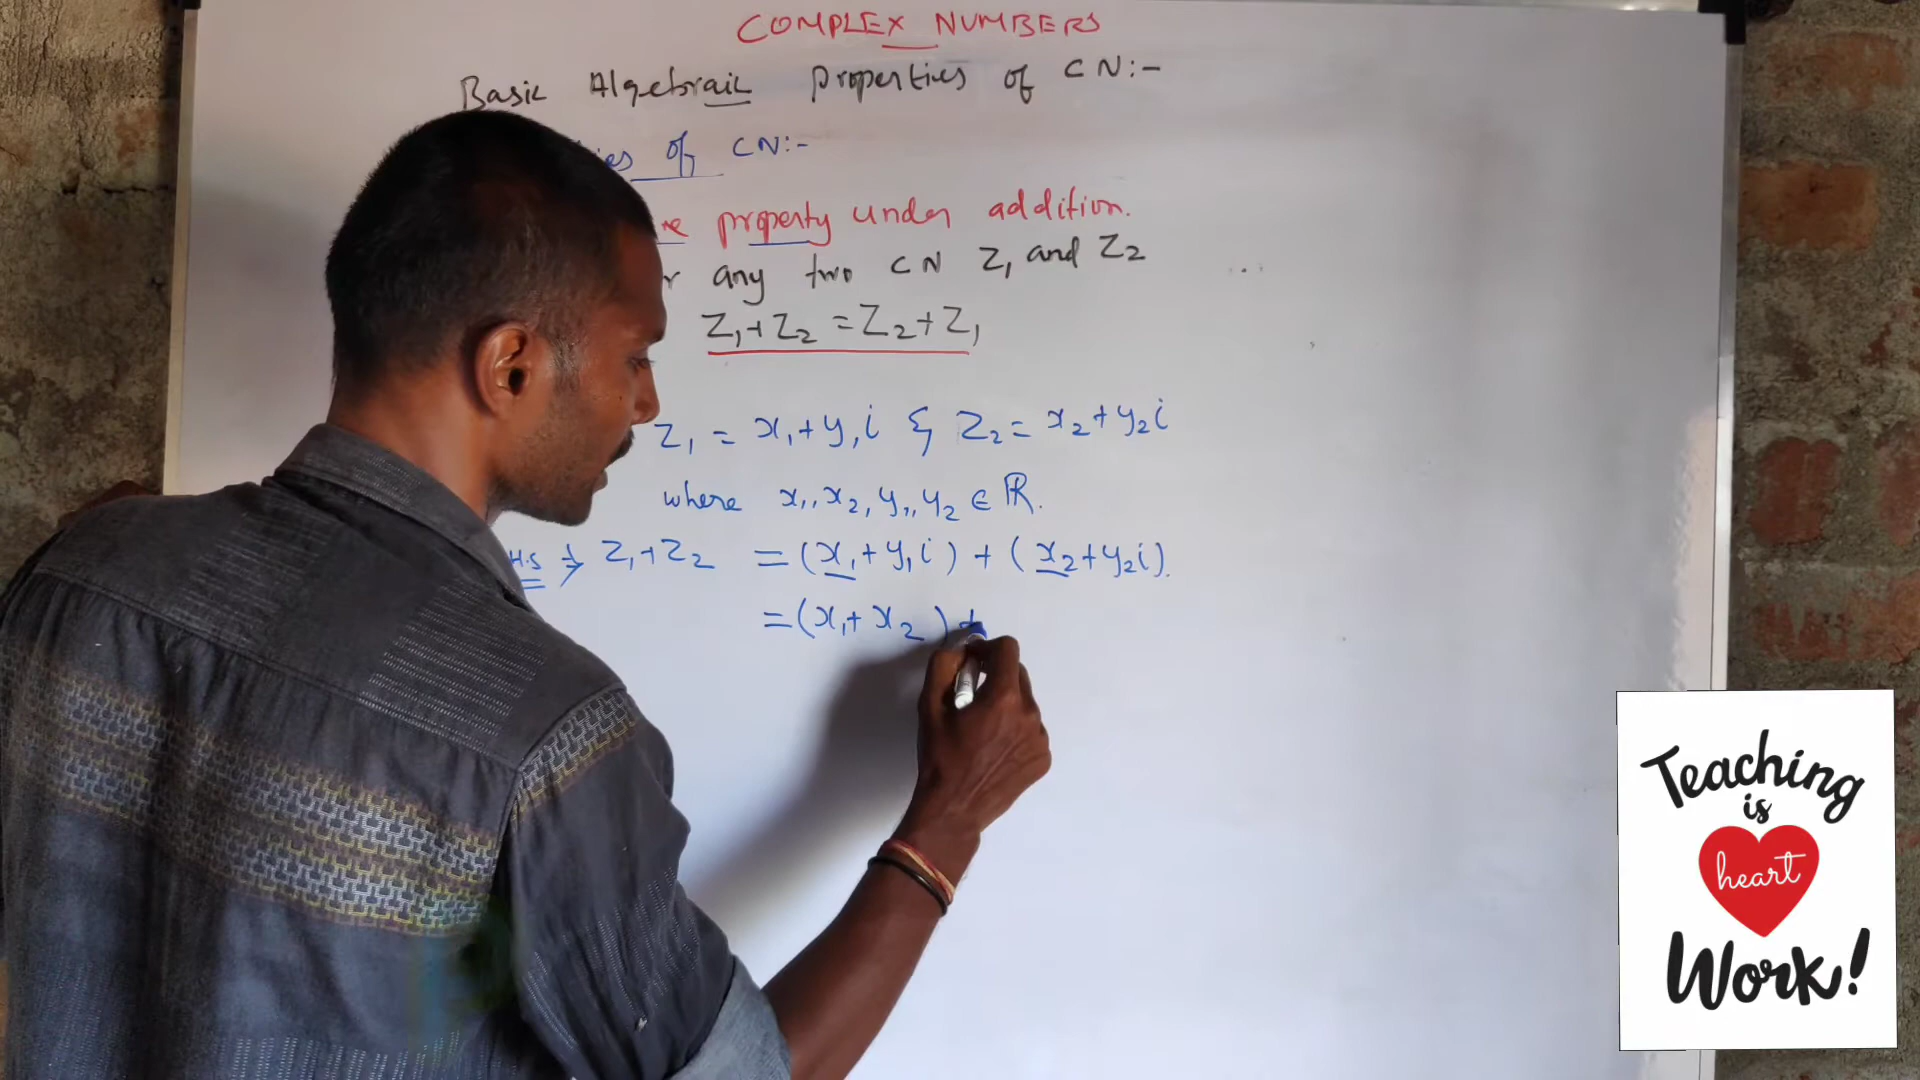 COMPLEX NUMBERS
Basic Algebraic properties of CN:-
of CN:-
property under addition.
any two CN Z₁ and Z₂
Z₁+Z₂ = Z₂+Z₁
Z₁ = x₁+y₁i & Z₂ = x₂+y₂i
where x₁, x₂, y₁, y₂ ∈ ℝ.
H.S ⇒ Z₁+Z₂ = (x₁+y₁i) + (x₂+y₂i).
= (x₁+x₂) +
Teaching
is
heart
Work!